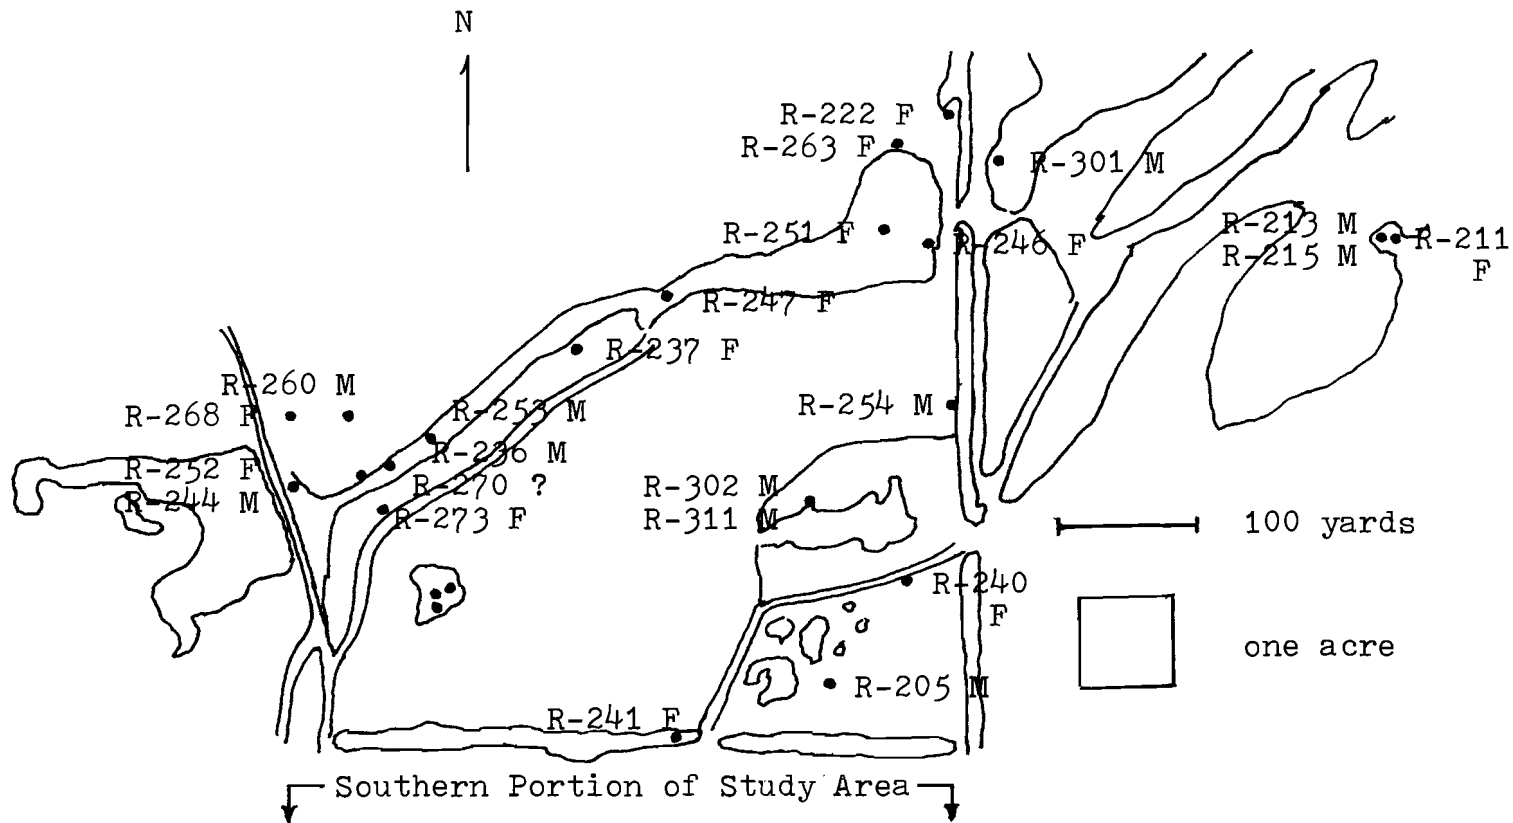 N
R-222 F
R-263 F
R-301 M
R-251 F
R-246 F
R-213 M
R-215 M
R-211
F
R-247 F
R-237 F
R-260 M
R-268 F
R-253 M
R-254 M
R-236 M
R-252 F
R-244 M
R-270 ?
R-273 F
R-302 M
R-311 M
100 yards
R-240
F
one acre
R-205 M
R-241 F
Southern Portion of Study Area